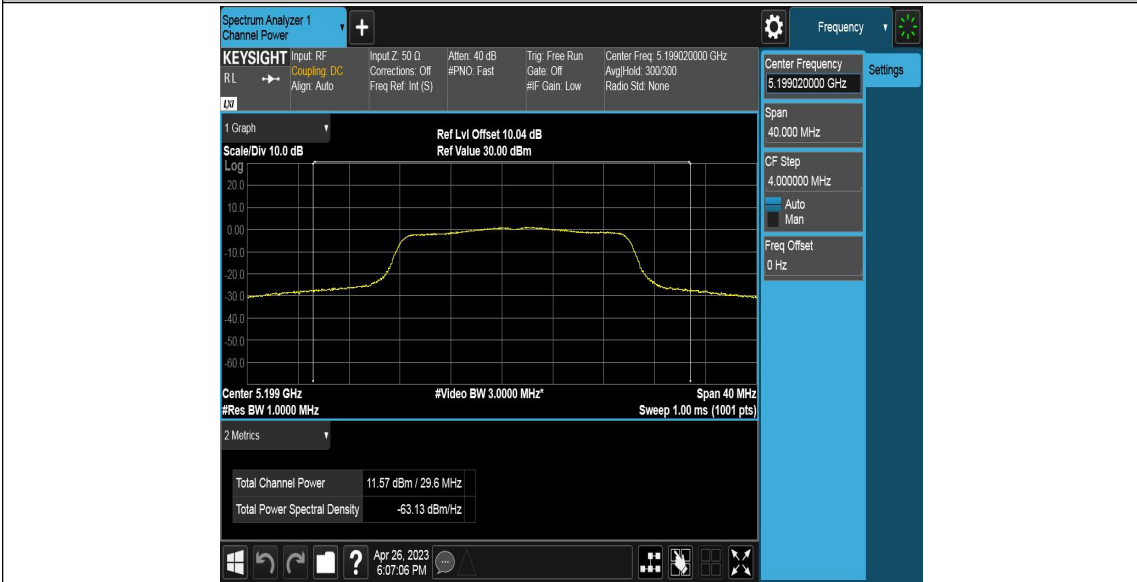 Spectrum Analyzer 1
Channel Power
+
Frequency
KEYSIGHT
R L
LXI
Input: RF
Coupling: DC
Align: Auto
Input Z: 50 Ω
Corrections: Off
Freq Ref: Int (S)
Atten: 40 dB
#PNO: Fast
Trig: Free Run
Gate: Off
#IF Gain: Low
Center Freq: 5.199020000 GHz
Avg|Hold: 300/300
Radio Std: None
Center Frequency
5.199020000 GHz
Settings
Span
40.000 MHz
CF Step
4.000000 MHz
Auto
Man
Freq Offset
0 Hz
1 Graph
Scale/Div 10.0 dB
Ref Lvl Offset 10.04 dB
Ref Value 30.00 dBm
Log
20.0
10.0
0.00
-10.0
-20.0
-30.0
-40.0
-50.0
-60.0
Center 5.199 GHz
#Res BW 1.0000 MHz
#Video BW 3.0000 MHz*
Span 40 MHz
Sweep 1.00 ms (1001 pts)
2 Metrics
Total Channel Power 11.57 dBm / 29.6 MHz
Total Power Spectral Density -63.13 dBm/Hz
?
Apr 26, 2023
6:07:06 PM